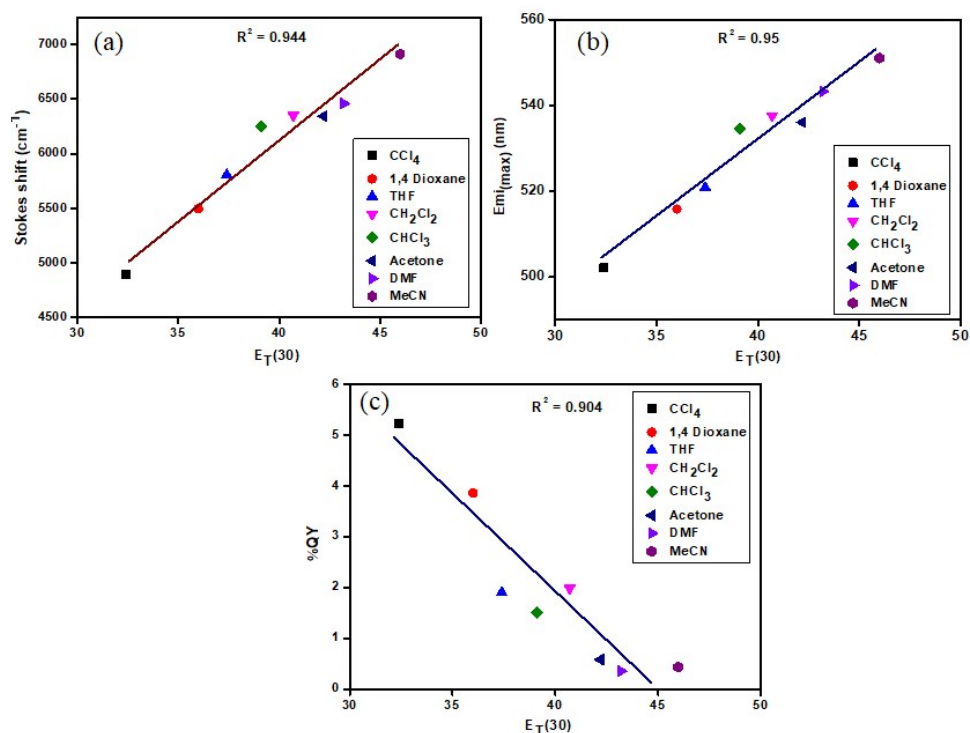 (a)
R² = 0.944
7000
6500
6000
5500
5000
4500
Stokes shift (cm⁻¹)
CCl₄
1,4 Dioxane
THF
CH₂Cl₂
CHCl₃
Acetone
DMF
MeCN
30 35 40 45 50
E_T(30)
(b)
R² = 0.95
560
540
520
500
Emi(max) (nm)
CCl₄
1,4 Dioxane
THF
CH₂Cl₂
CHCl₃
Acetone
DMF
MeCN
30 35 40 45 50
E_T(30)
(c)
R² = 0.904
6
5
4
3
2
1
0
%QY
CCl₄
1,4 Dioxane
THF
CH₂Cl₂
CHCl₃
Acetone
DMF
MeCN
30 35 40 45 50
E_T(30)